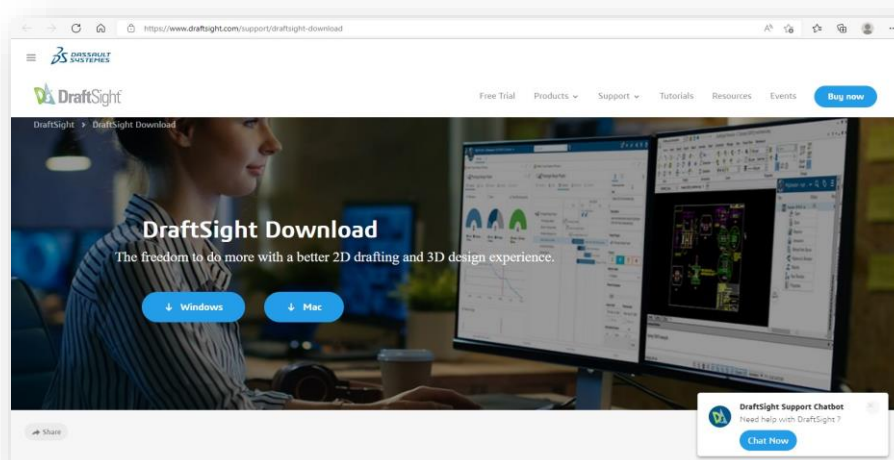 https://www.draftsight.com/support/draftsight-download
DASSAULT
SYSTEMES
DraftSight
Free Trial Products Support Tutorials Resources Events Buy now
DraftSight › DraftSight Download
DraftSight Download
The freedom to do more with a better 2D drafting and 3D design experience.
↓ Windows ↓ Mac
Share
DraftSight Support Chatbot
Need help with DraftSight ?
Chat Now